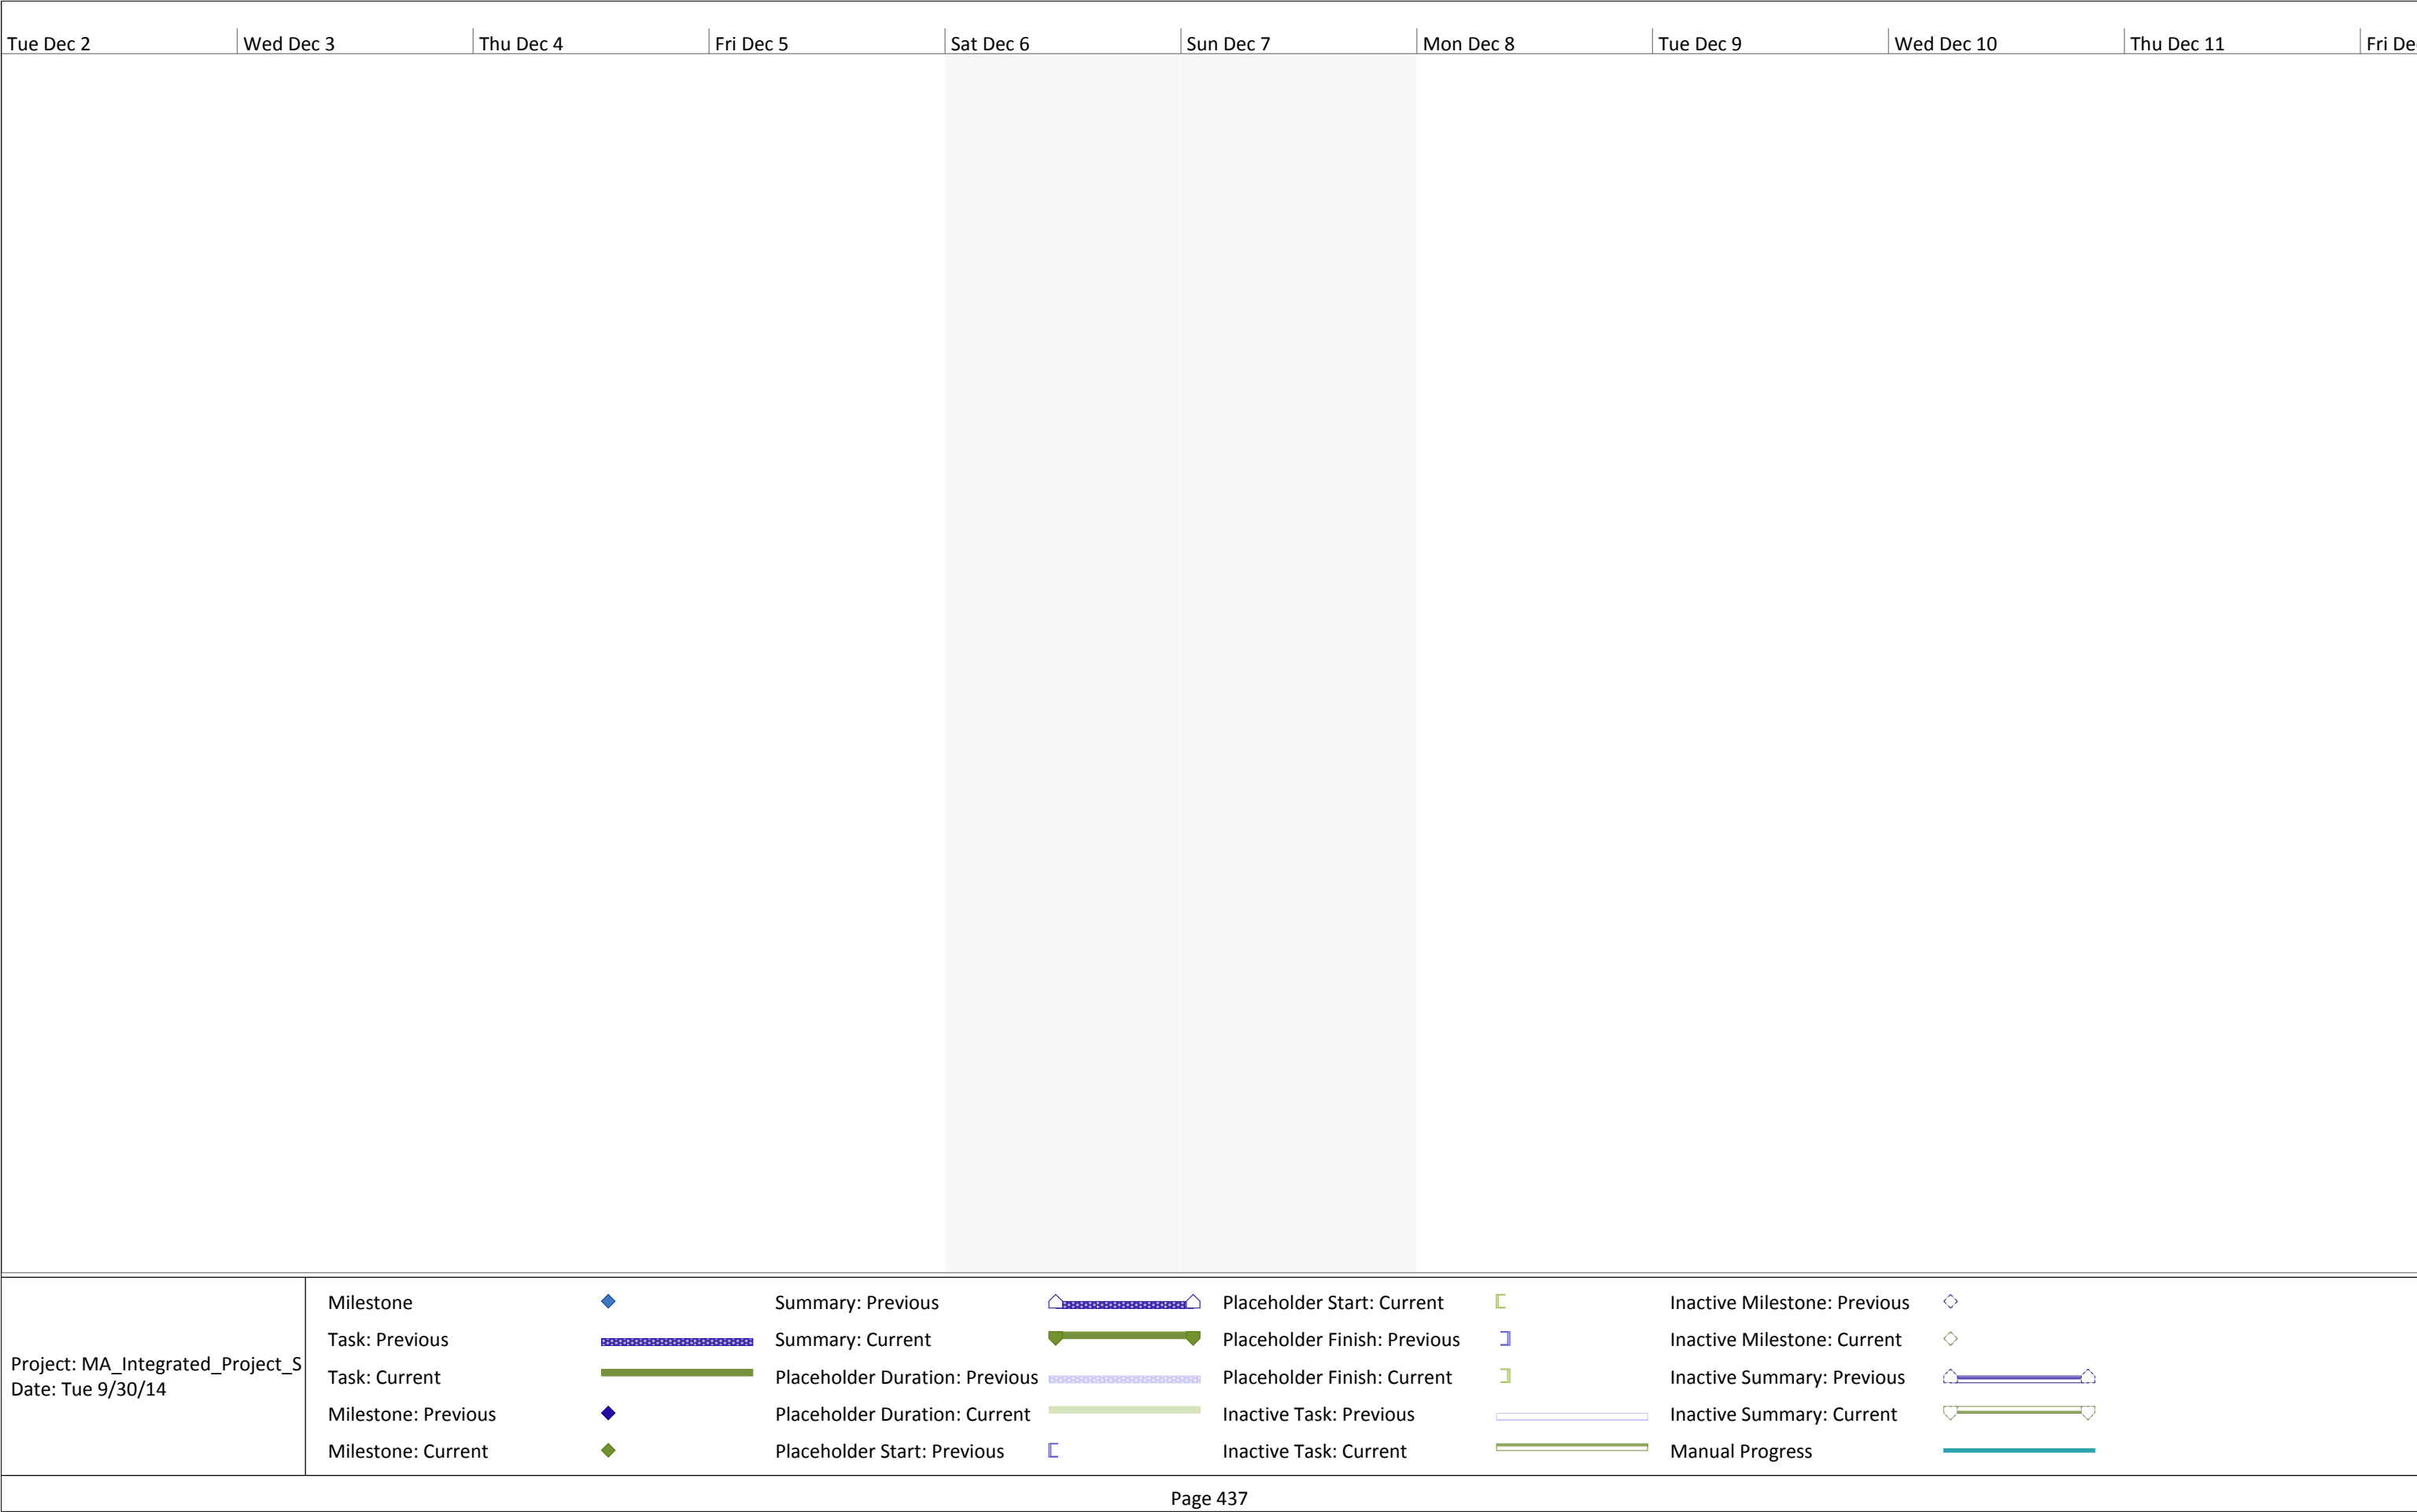 Tue Dec 2 Wed Dec 3 Thu Dec 4 Fri Dec 5 Sat Dec 6 Sun Dec 7 Mon Dec 8 Tue Dec 9 Wed Dec 10 Thu Dec 11 Fri De
Project: MA_Integrated_Project_S
Date: Tue 9/30/14
Milestone
Task: Previous
Task: Current
Milestone: Previous
Milestone: Current
Summary: Previous
Summary: Current
Placeholder Duration: Previous
Placeholder Duration: Current
Placeholder Start: Previous
Placeholder Start: Current
Placeholder Finish: Previous
Placeholder Finish: Current
Inactive Task: Previous
Inactive Task: Current
Inactive Milestone: Previous
Inactive Milestone: Current
Inactive Summary: Previous
Inactive Summary: Current
Manual Progress
Page 437